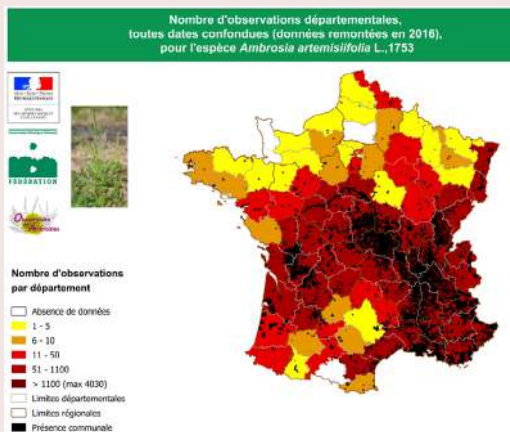 Nombre d'observations départementales,
toutes dates confondues (données remontées en 2016),
pour l'espèce Ambrosia artemisiifolia L.,1753
FEDERATION
Nombre d'observations
par département
Absence de données
1 - 5
6 - 10
11 - 50
51 - 1100
> 1100 (max 4030)
Limites départementales
Limites régionales
Présence communale